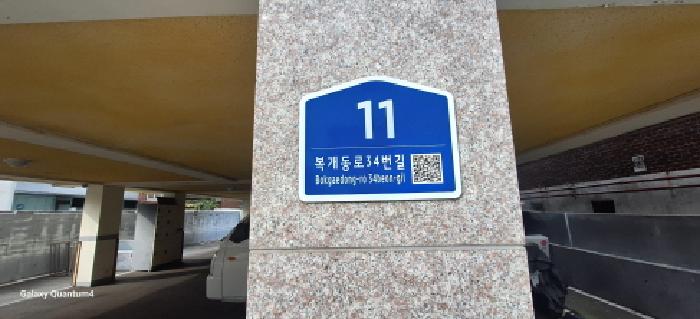 11
복개동로34번길
Bokgaedong-ro 34beon-gil
Galaxy Quantum4